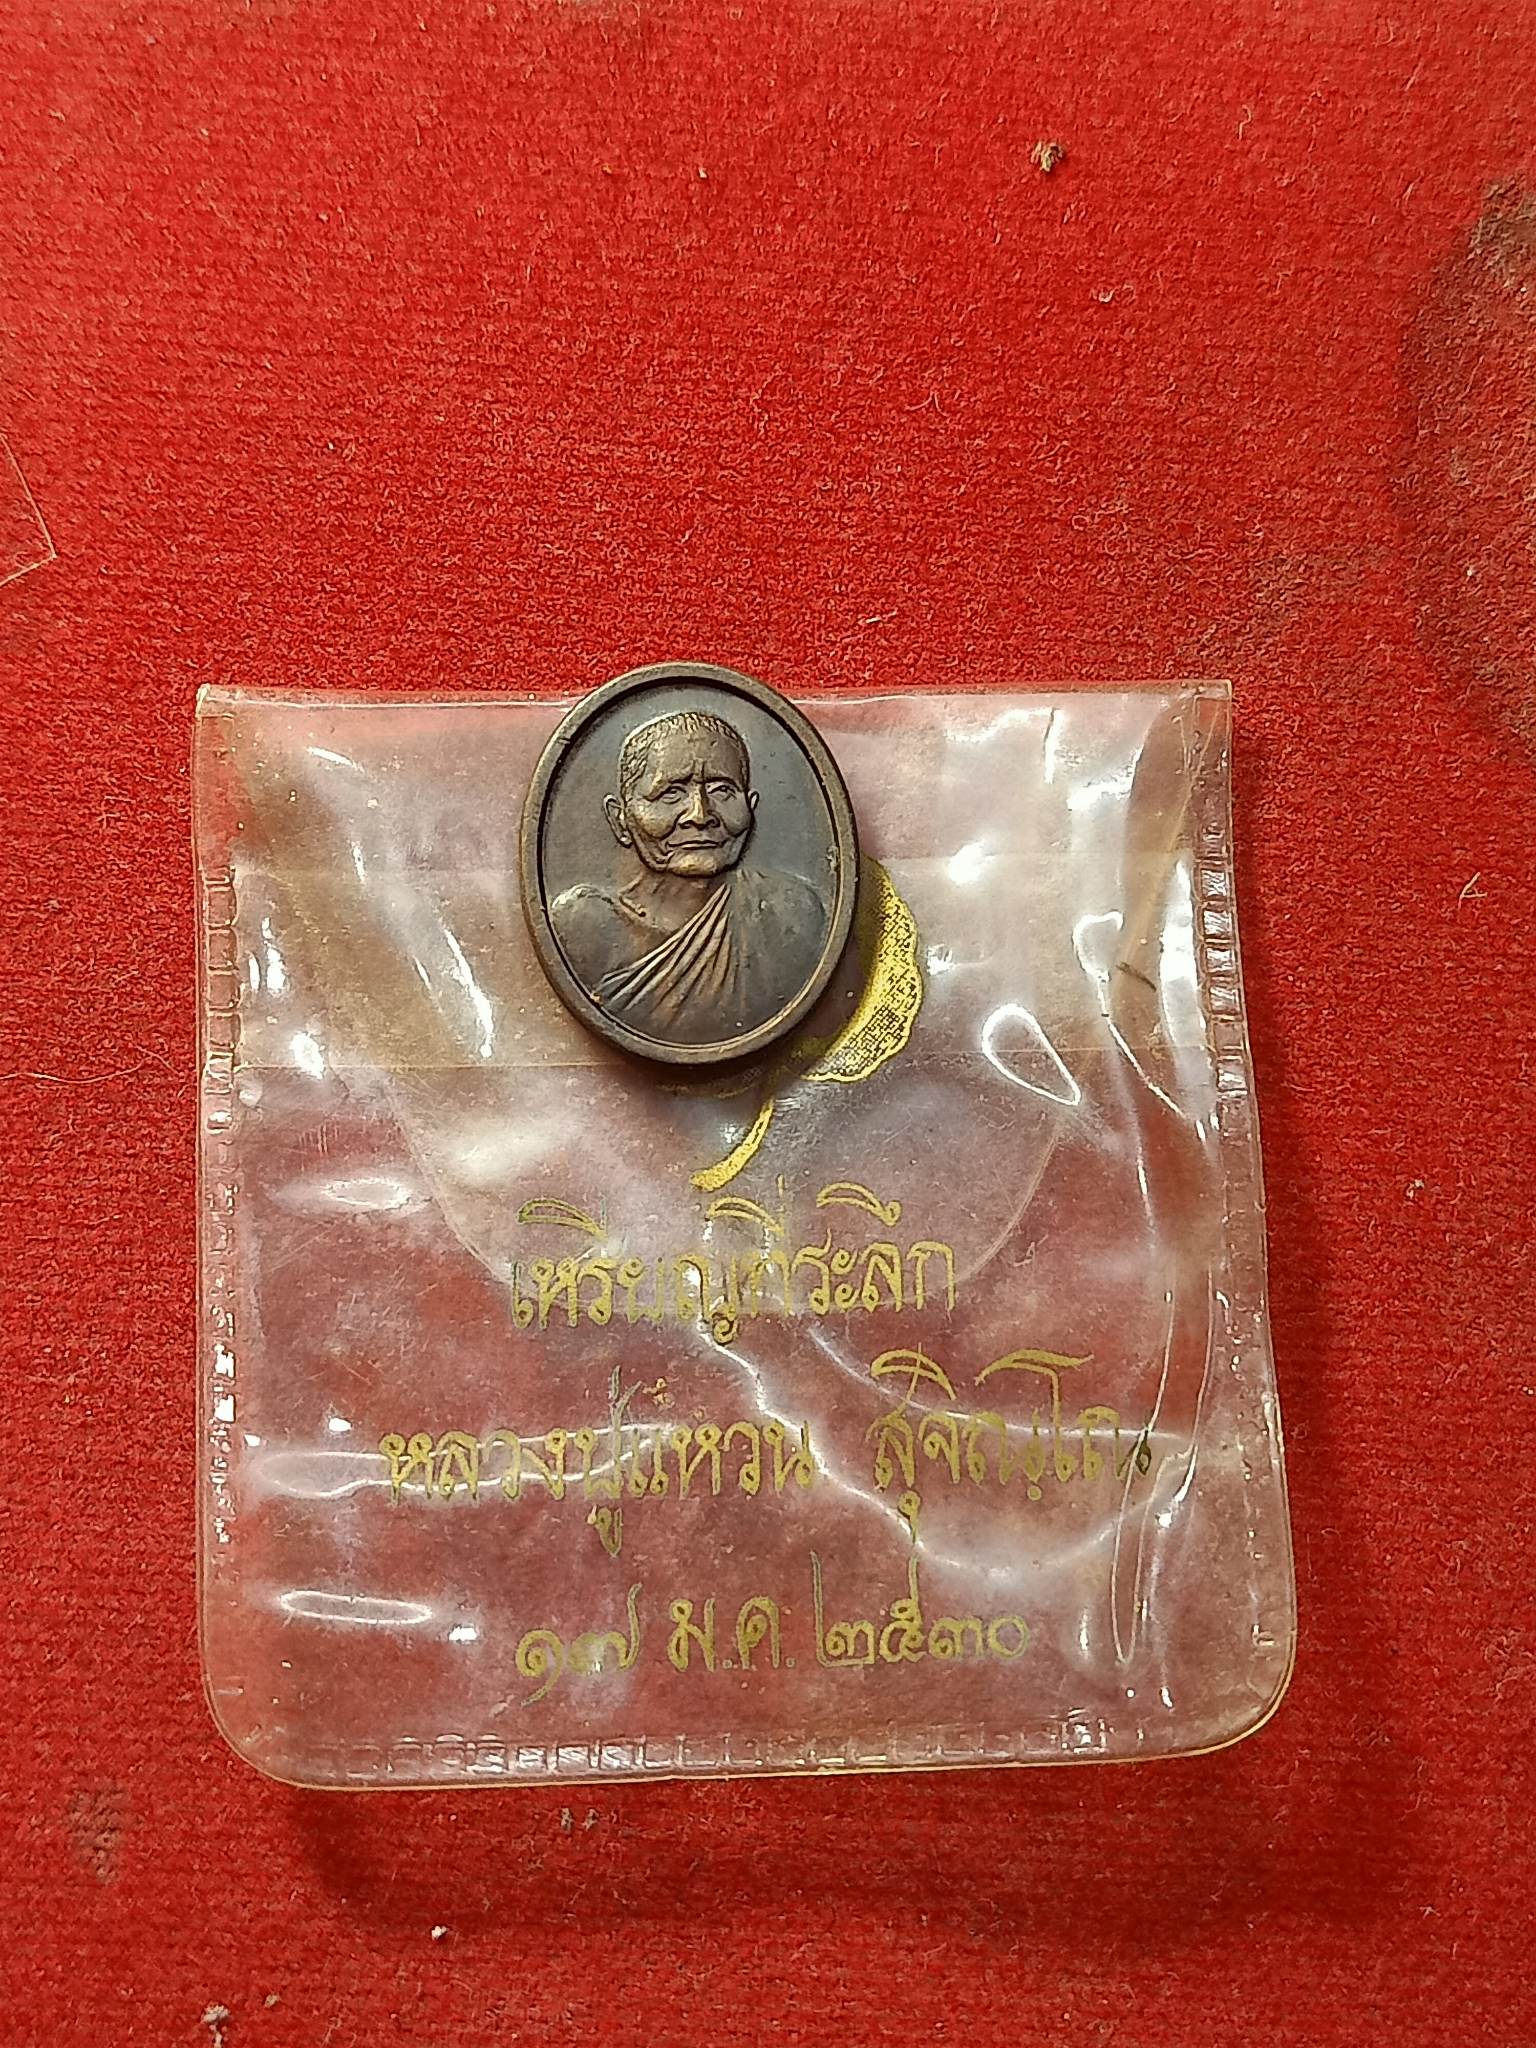 เหรียญที่ระลึก
หลวงปู่แหวน สุจิณฺโณ
๑๗ ม.ค. ๒๕๓๐